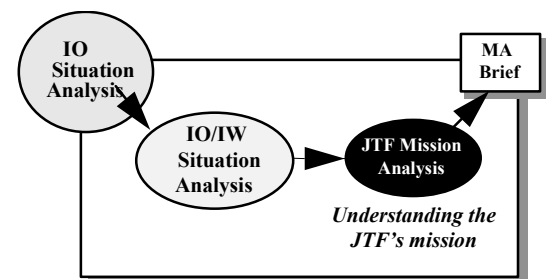 IO
Situation
Analysis
IO/IW
Situation
Analysis
JTF Mission
Analysis
MA
Brief
Understanding the
JTF's mission